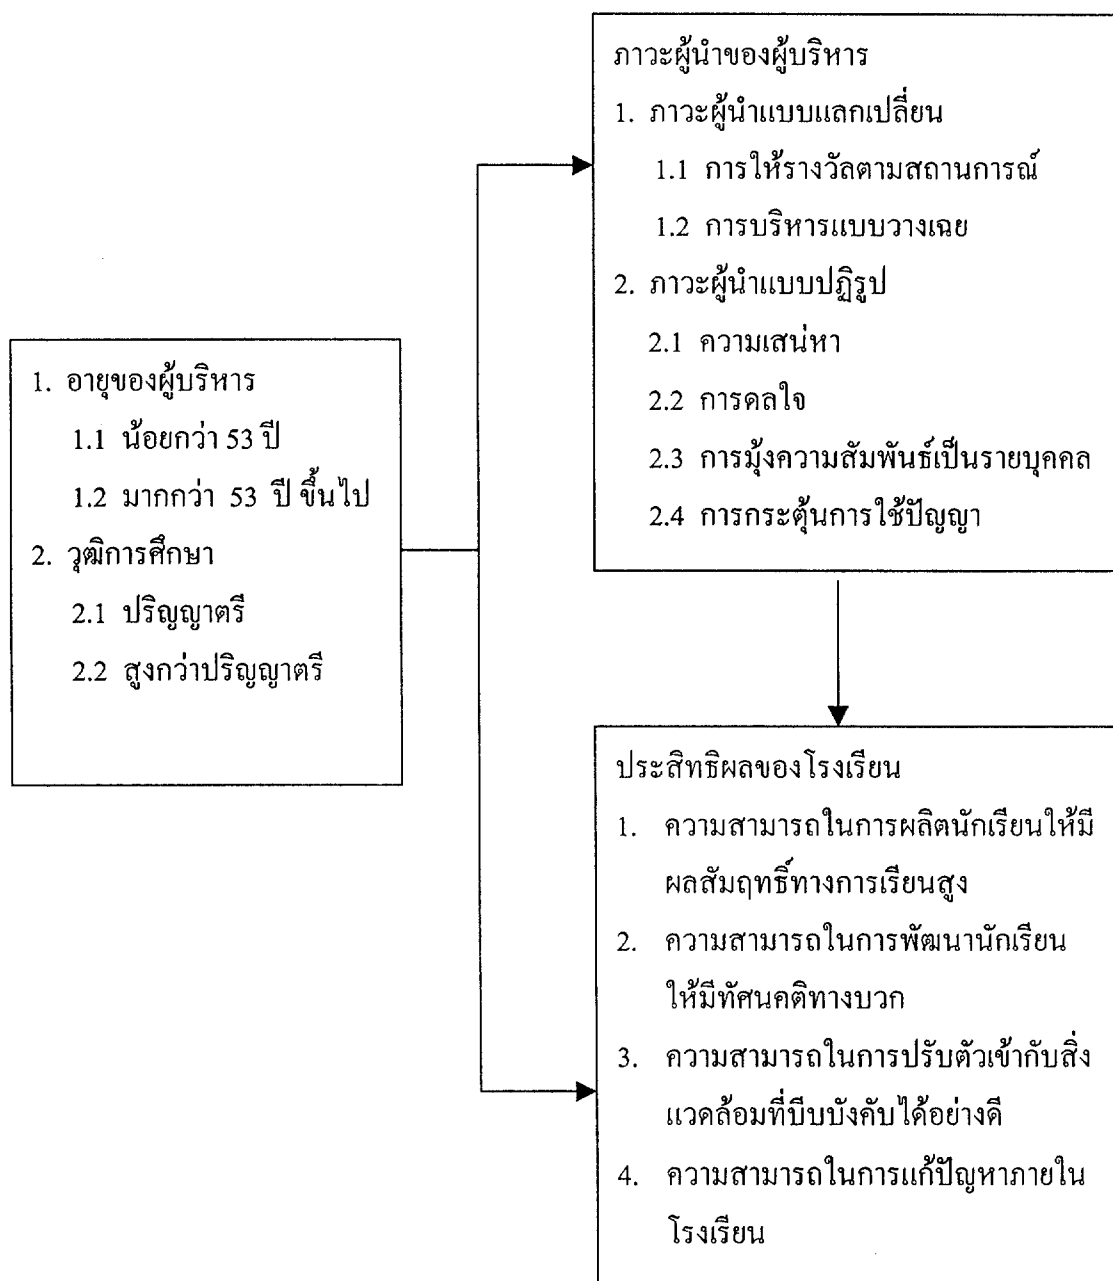 ภาวะผู้นำของผู้บริหาร
1. ภาวะผู้นำแบบแลกเปลี่ยน
1.1 การให้รางวัลตามสถานการณ์
1.2 การบริหารแบบวางเฉย
2. ภาวะผู้นำแบบปฏิรูป
2.1 ความเสน่หา
2.2 การดลใจ
2.3 การมุ้งความสัมพันธ์เป็นรายบุคคล
2.4 การกระตุ้นการใช้ปัญญา
1. อายุของผู้บริหาร
1.1 น้อยกว่า 53 ปี
1.2 มากกว่า 53 ปี ขึ้นไป
2. วุฒิการศึกษา
2.1 ปริญญาตรี
2.2 สูงกว่าปริญญาตรี
ประสิทธิผลของโรงเรียน
1. ความสามารถในการผลิตนักเรียนให้มี
ผลสัมฤทธิ์ทางการเรียนสูง
2. ความสามารถในการพัฒนานักเรียน
ให้มีทัศนคติทางบวก
3. ความสามารถในการปรับตัวเข้ากับสิ่ง
แวดล้อมที่บีบบังคับได้อย่างดี
4. ความสามารถในการแก้ปัญหาภายใน
โรงเรียน